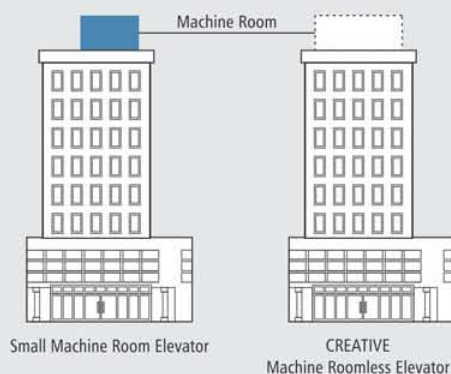 Machine Room
Small Machine Room Elevator
CREATIVE
Machine Roomless Elevator